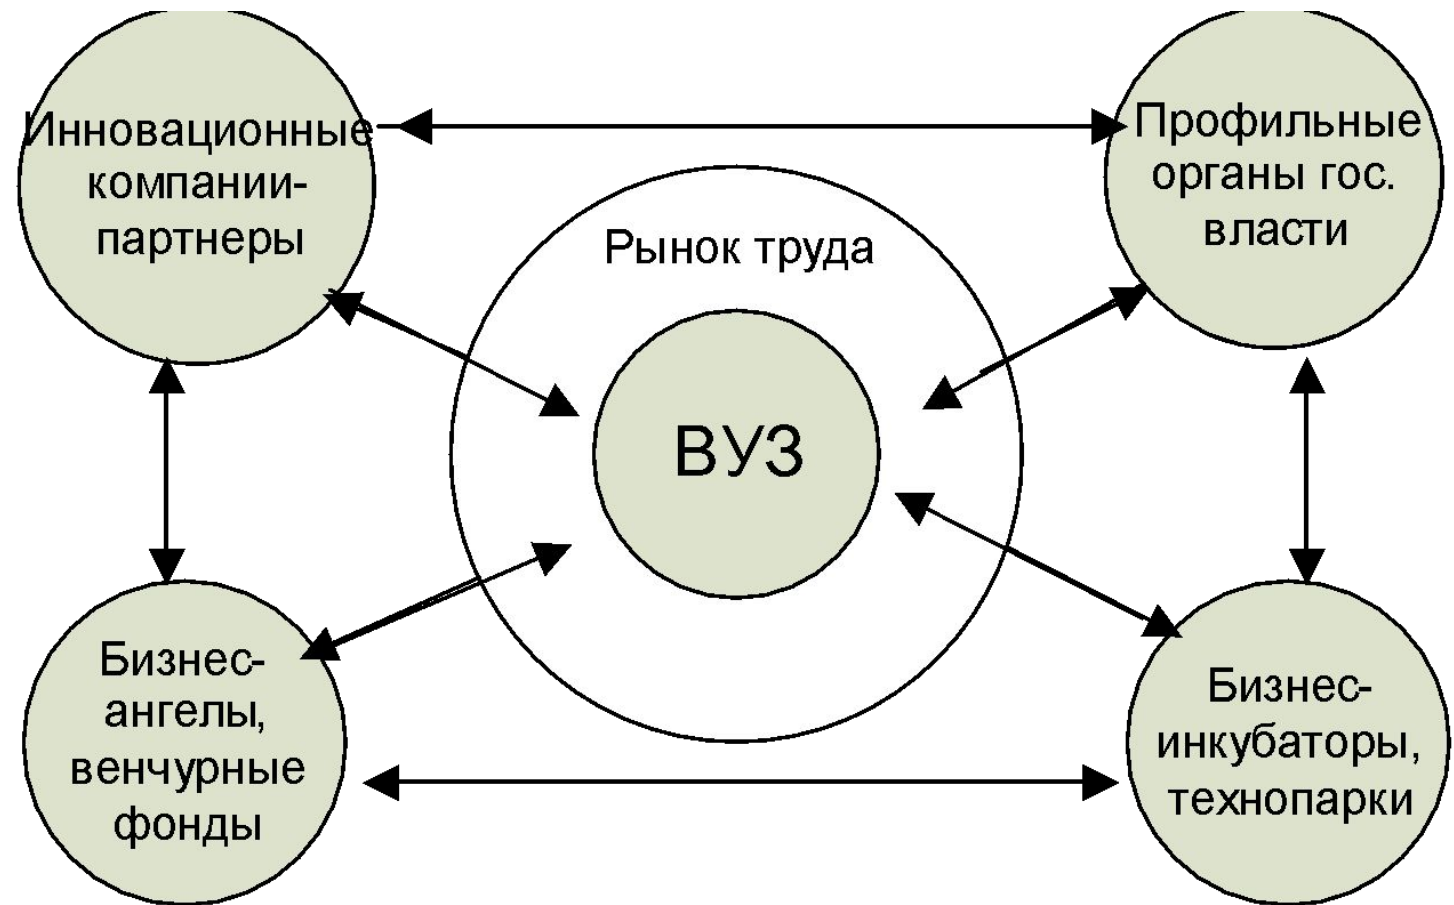 Инновационные
компании-
партнеры
Профильные
органы гос.
власти
Рынок труда
ВУЗ
Бизнес-
ангелы,
венчурные
фонды
Бизнес-
инкубаторы,
технопарки